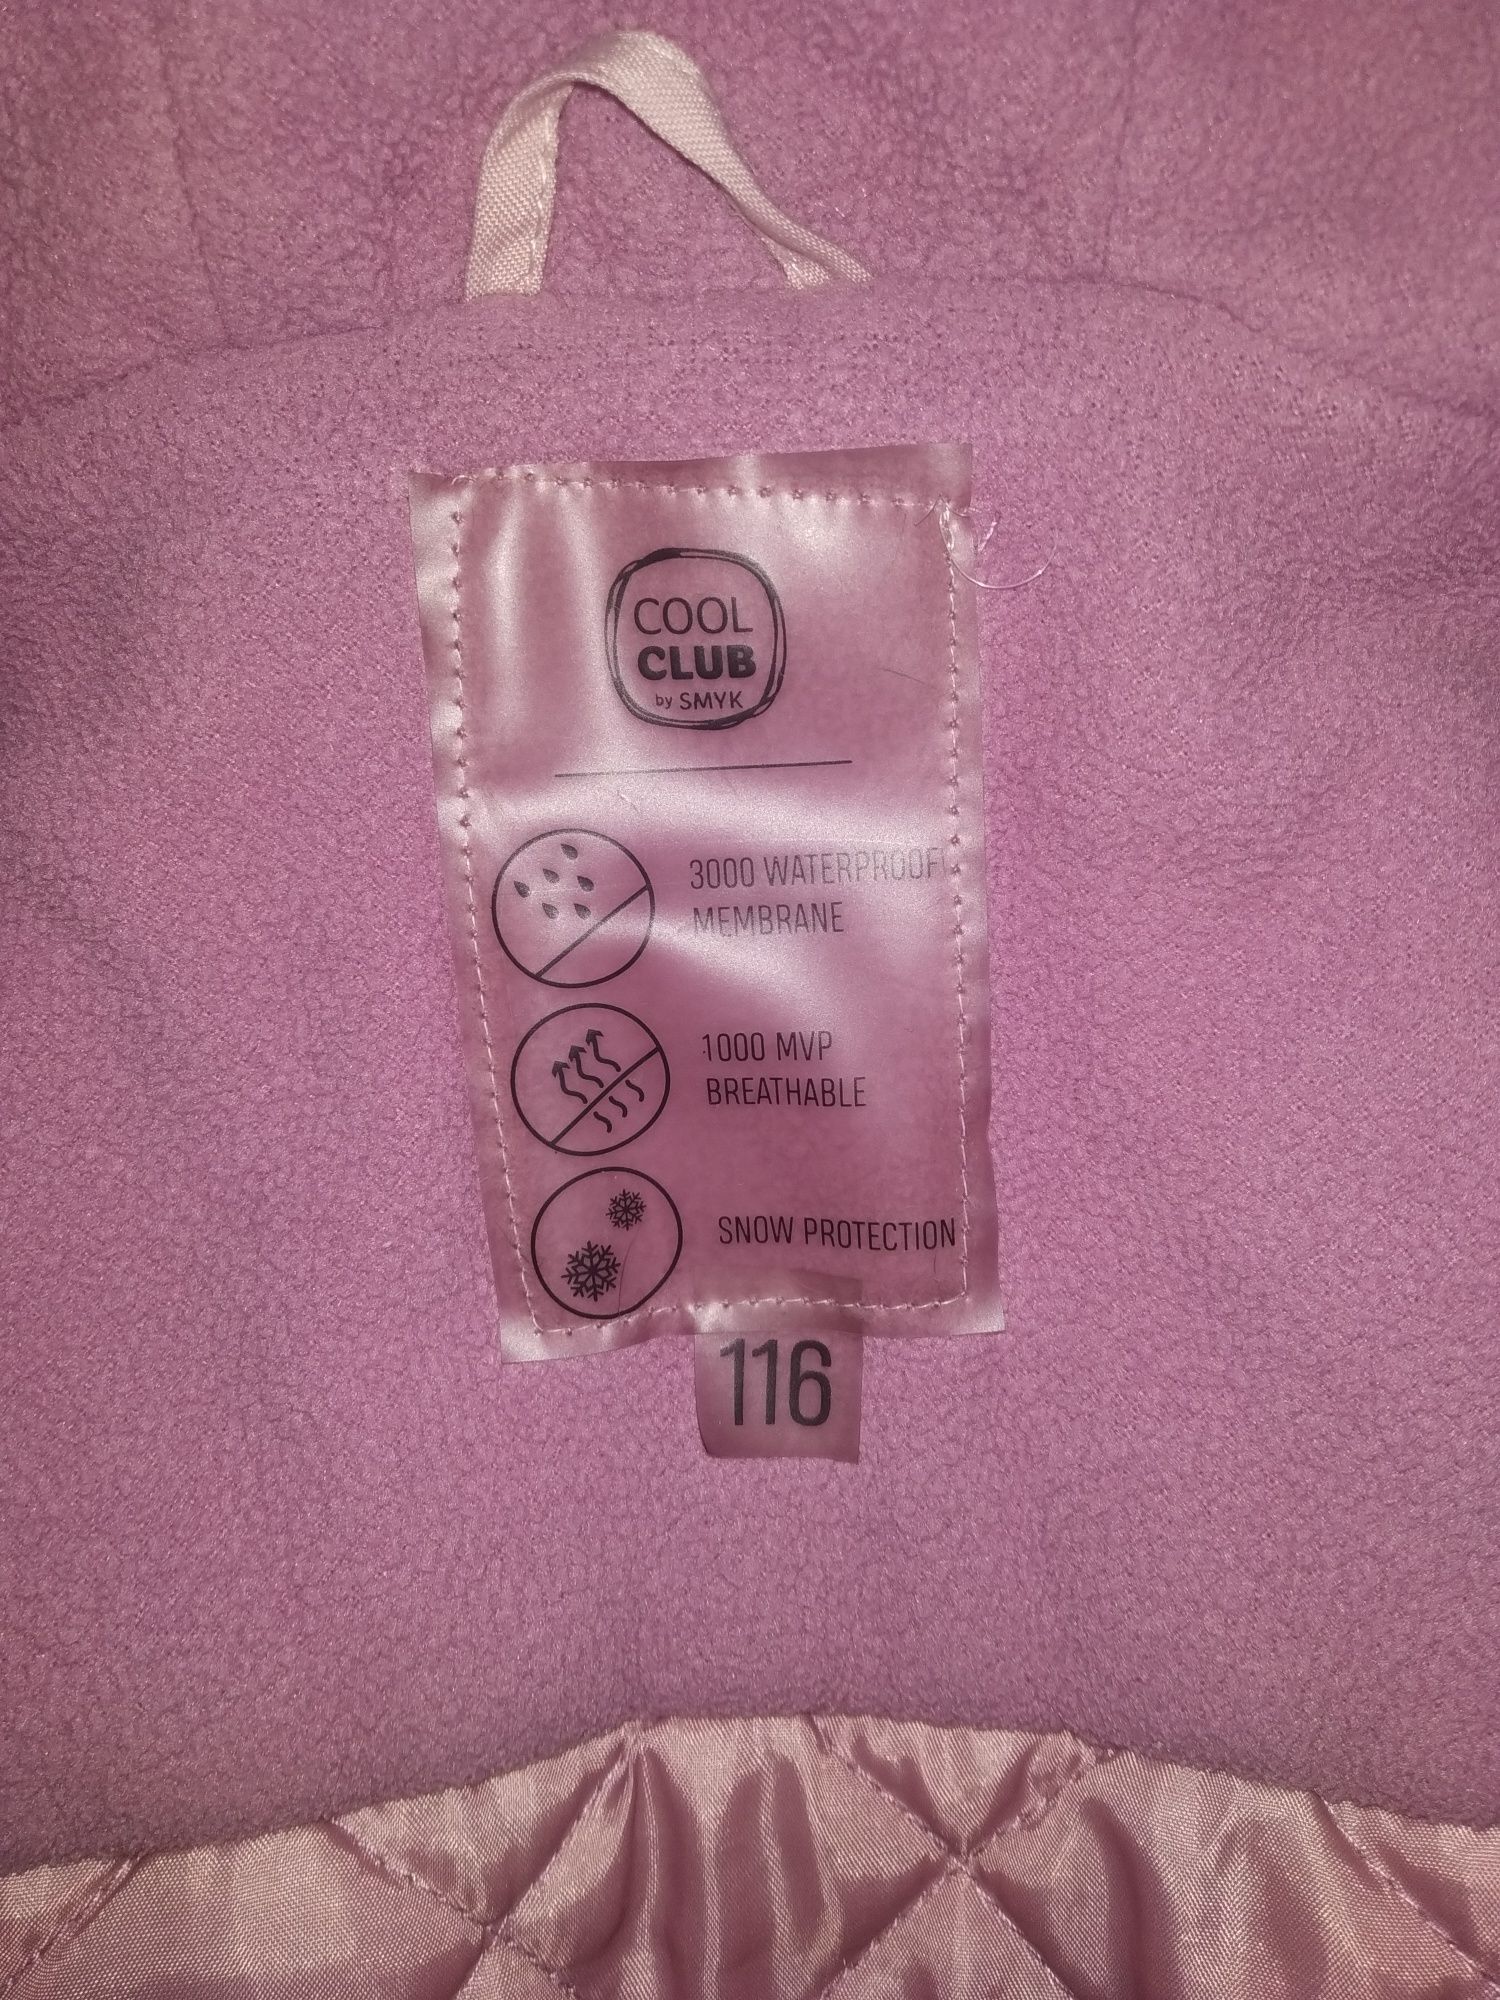 COOL
CLUB
by SMYK
3000 WATERPROOF
MEMBRANE
1000 MVP
BREATHABLE
SNOW PROTECTION
116